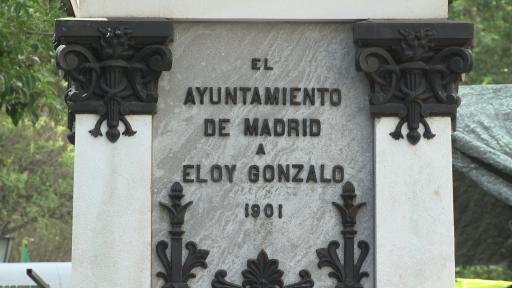 EL
AYUNTAMIENTO
DE MADRID
A
ELOY GONZALO
1901